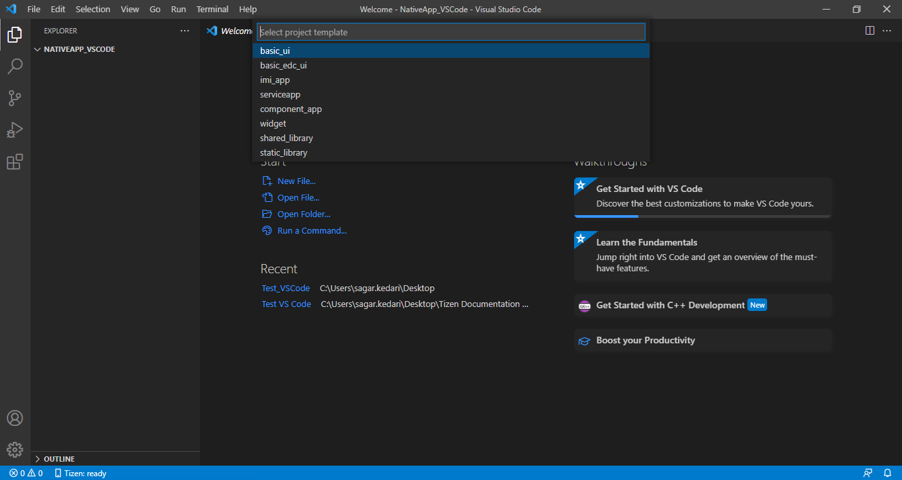 File Edit Selection View Go Run Terminal Help
Welcome - NativeApp_VSCode - Visual Studio Code
EXPLORER
NATIVEAPP_VSCODE
Select project template
basic_ui
basic_edc_ui
imi_app
serviceapp
component_app
widget
shared_library
static_library
Start
New File...
Open File...
Open Folder...
Run a Command...
Recent
Test_VSCode C:\Users\sagar.kedari\Desktop
Test VS Code C:\Users\sagar.kedari\Desktop\Tizen Documentation ...
Walkthroughs
Get Started with VS Code
Discover the best customizations to make VS Code yours.
Learn the Fundamentals
Jump right into VS Code and get an overview of the must-
have features.
Get Started with C++ Development New
Boost your Productivity
OUTLINE
0 0 Tizen: ready